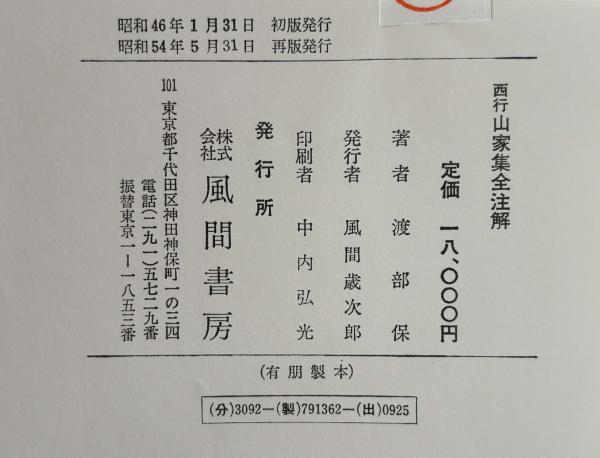 昭和46年1月31日 初版発行
昭和54年5月31日 再版発行
西行山家集全注解
定価 一八、〇〇〇円
著者 渡部保
発行者 風間歳次郎
印刷者 中内弘光
発行所
株式会社 風間書房
101 東京都千代田区神田神保町一の三四
電話(二九一)五七二九番
振替東京一―一八五三番
(有朋製本)
(分)3092―(製)791362―(出)0925